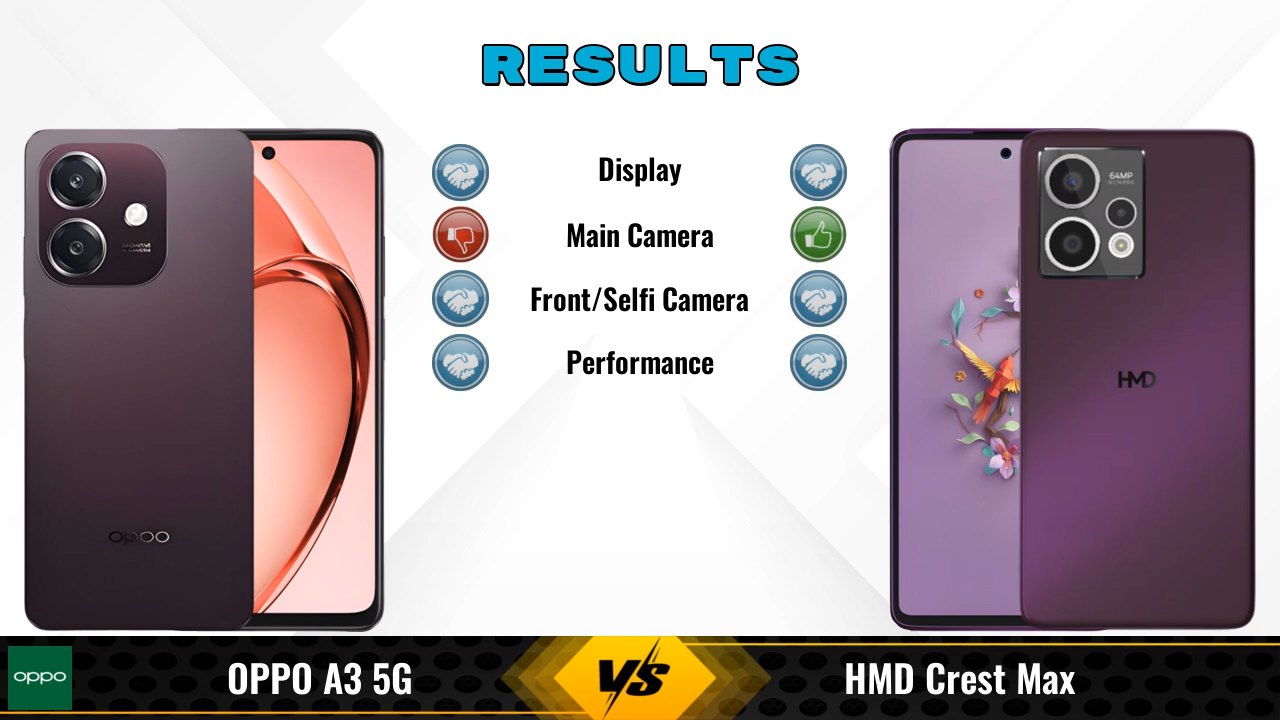 RESULTS
Display
Main Camera
Front/Selfi Camera
Performance
64MP
oppo
HMD
oppo
OPPO A3 5G
VS
HMD Crest Max